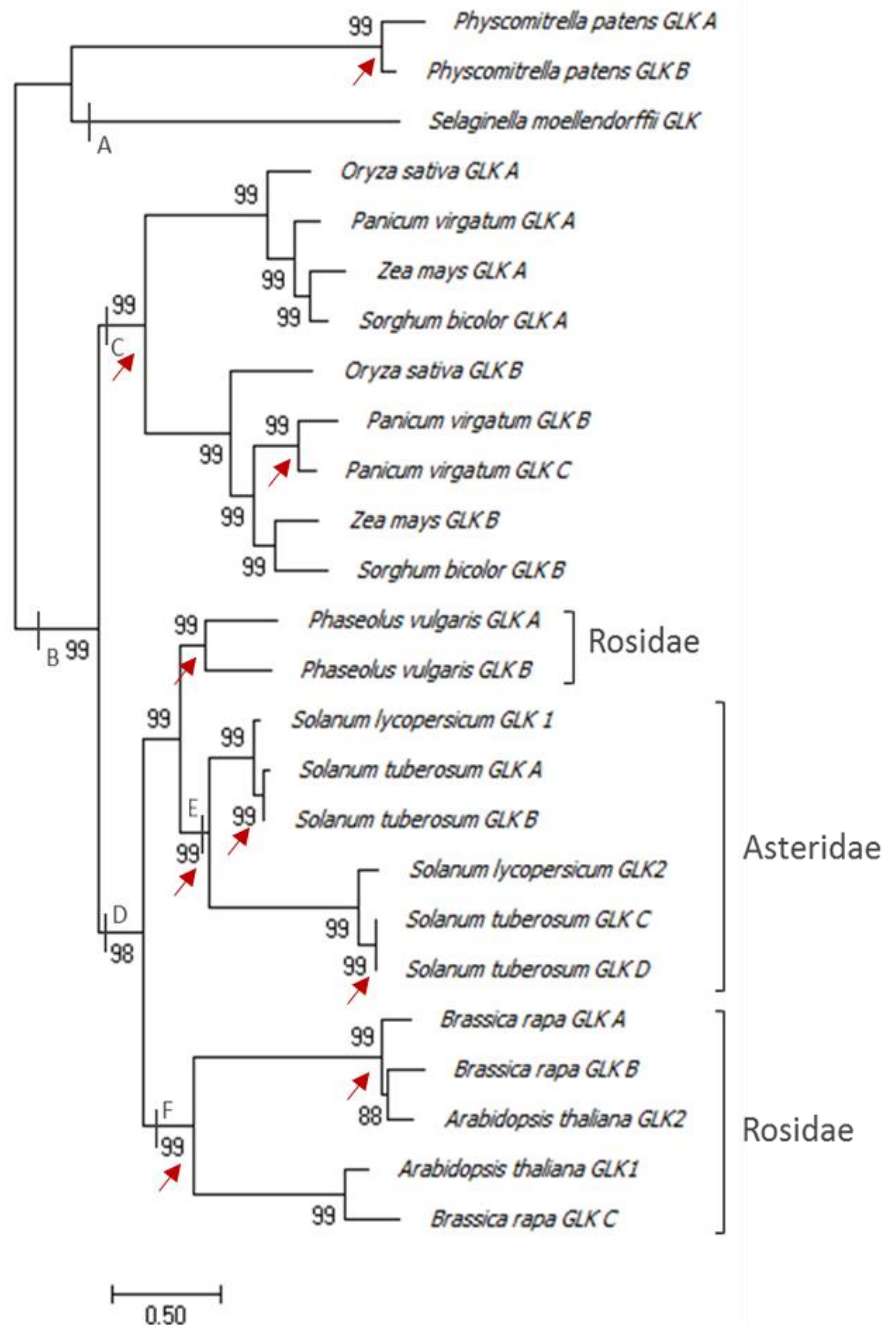 99
Physcomitrella patens GLK A
Physcomitrella patens GLK B
Selaginella moellendorffii GLK
A
Oryza sativa GLK A
99
Panicum virgatum GLK A
Zea mays GLK A
99
99
Sorghum bicolor GLK A
99
C
Oryza sativa GLK B
99
Panicum virgatum GLK B
99
Panicum virgatum GLK C
99
Zea mays GLK B
99
Sorghum bicolor GLK B
99
Phaseolus vulgaris GLK A
Rosidae
B
99
Phaseolus vulgaris GLK B
99
Solanum lycopersicum GLK 1
99
Solanum tuberosum GLK A
E
99
Solanum tuberosum GLK B
99
Asteridae
Solanum lycopersicum GLK2
99
Solanum tuberosum GLK C
D
98
99
Solanum tuberosum GLK D
Brassica rapa GLK A
99
Brassica rapa GLK B
88
Arabidopsis thaliana GLK2
Rosidae
F
99
Arabidopsis thaliana GLK1
99
Brassica rapa GLK C
0.50